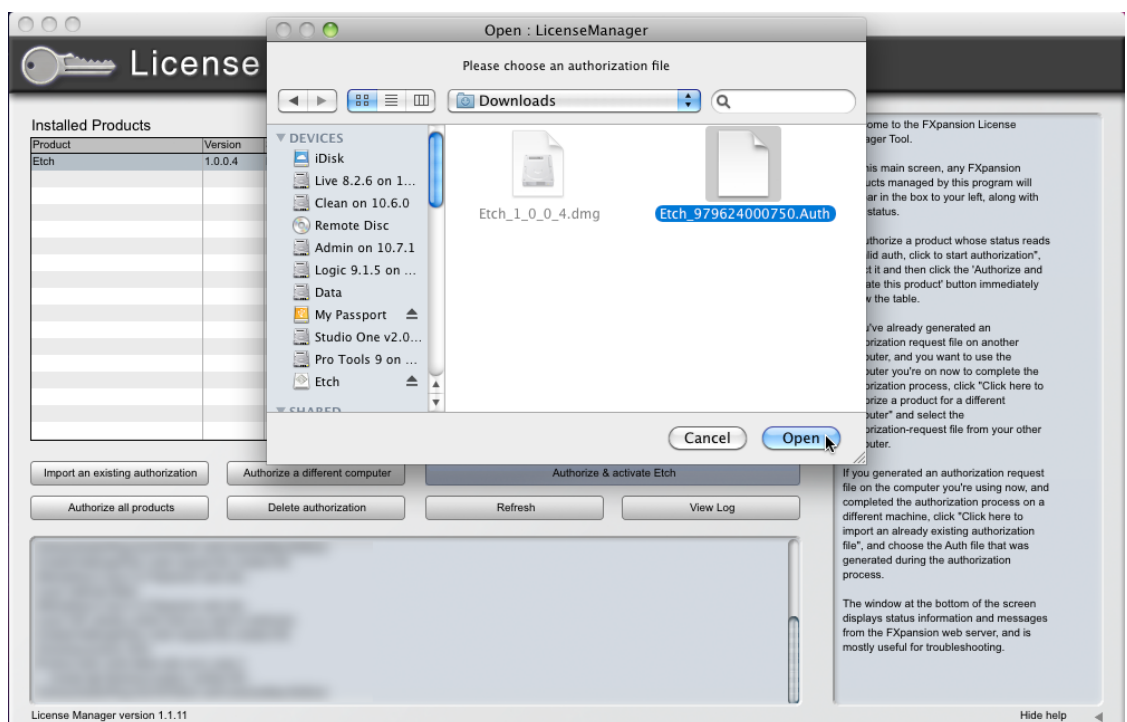 License
Open : LicenseManager
Please choose an authorization file
Downloads
Installed Products
Product Version
Etch 1.0.0.4
DEVICES
iDisk
Live 8.2.6 on 1...
Clean on 10.6.0
Remote Disc
Admin on 10.7.1
Logic 9.1.5 on ...
Data
My Passport
Studio One v2.0...
Pro Tools 9 on ...
Etch
SHARED
Etch_1_0_0_4.dmg
Etch_979624000750.Auth
Cancel
Open
ome to the FXpansion License
ager Tool.
is main screen, any FXpansion
ucts managed by this program will
ar in the box to your left, along with
status.
uthorize a product whose status reads
lid auth, click to start authorization",
ct it and then click the 'Authorize and
ate this product' button immediately
w the table.
u've already generated an
orization request file on another
puter, and you want to use the
puter you're on now to complete the
orization process, click "Click here to
orize a product for a different
puter" and select the
orization-request file from your other
puter.
If you generated an authorization request
file on the computer you're using now, and
completed the authorization process on a
different machine, click "Click here to
import an already existing authorization
file", and choose the Auth file that was
generated during the authorization
process.
The window at the bottom of the screen
displays status information and messages
from the FXpansion web server, and is
mostly useful for troubleshooting.
Import an existing authorization
Authorize a different computer
Authorize & activate Etch
Authorize all products
Delete authorization
Refresh
View Log
License Manager version 1.1.11
Hide help